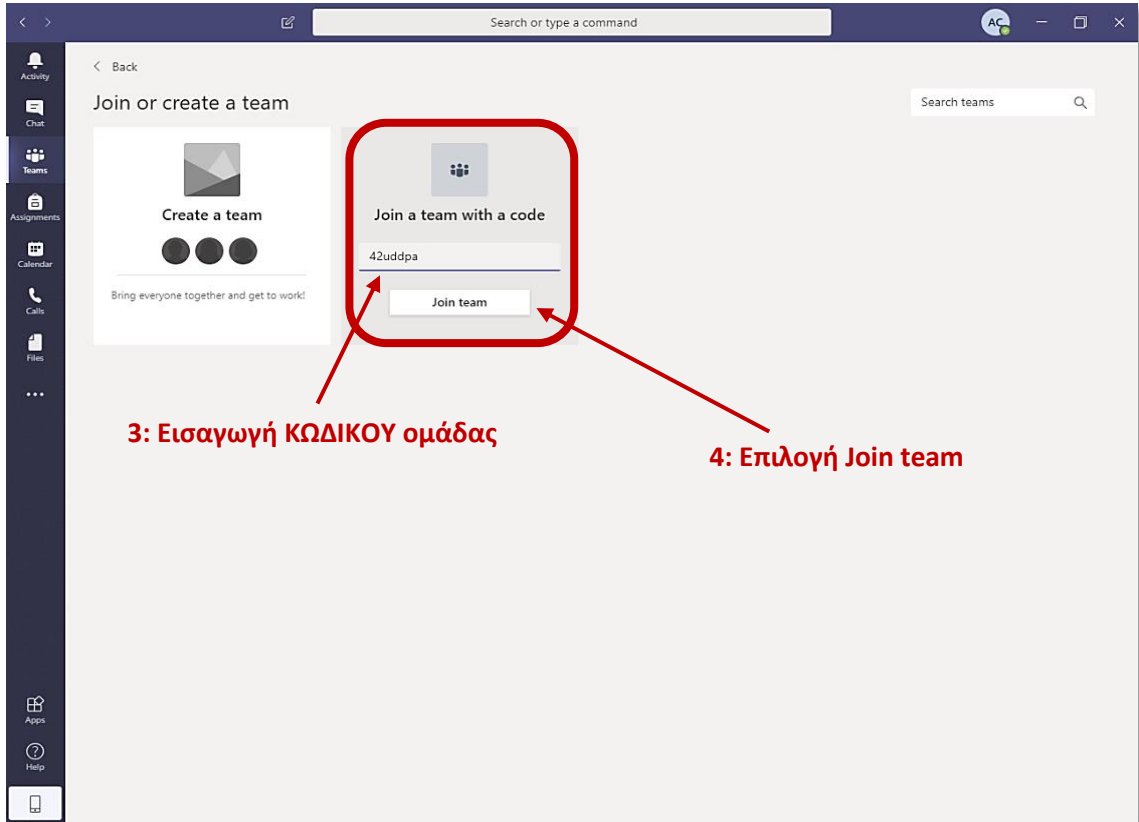 Search or type a command
AC
Activity
Chat
Teams
Assignments
Calendar
Calls
Files
Apps
Help
Back
Join or create a team
Search teams
Create a team
Bring everyone together and get to work!
Join a team with a code
42uddpa
Join team
3: Εισαγωγή ΚΩΔΙΚΟΥ ομάδας
4: Επιλογή Join team